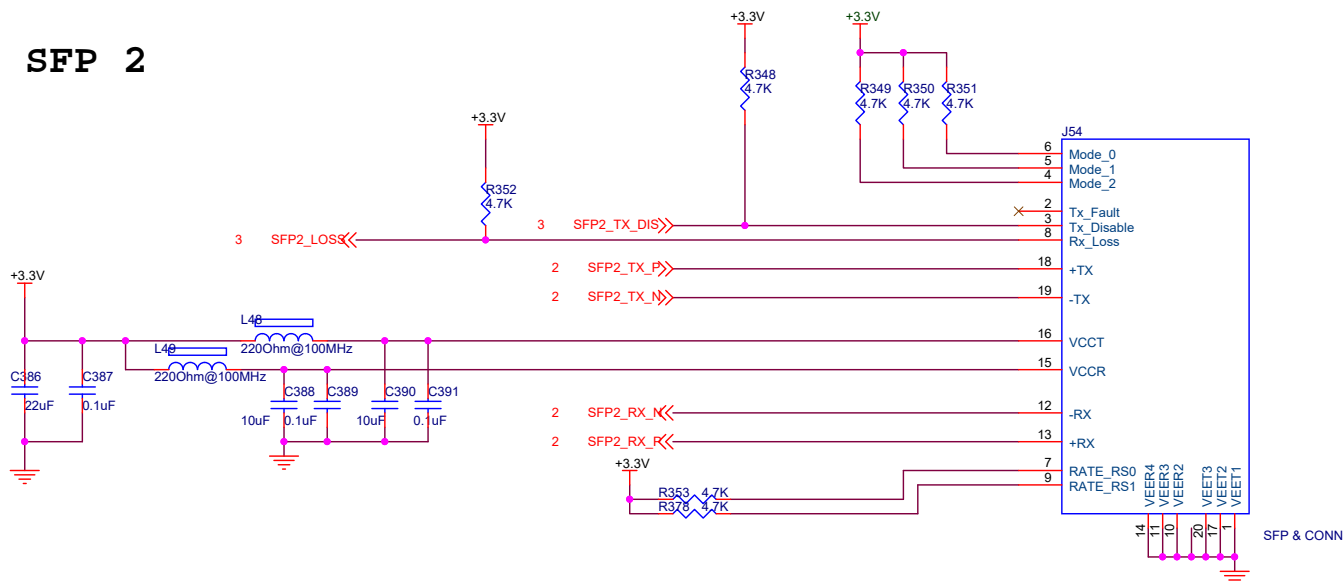 SFP 2
+3.3V
+3.3V
R348
4.7K
R349
4.7K
R350
4.7K
R351
4.7K
+3.3V
R352
4.7K
J54
6
Mode_0
5
Mode_1
4
Mode_2
2
Tx_Fault
3 SFP2_TX_DIS
3
Tx_Disable
3 SFP2_LOSS
8
Rx_Loss
2 SFP2_TX_P
18
+TX
2 SFP2_TX_N
19
-TX
+3.3V
L48
220Ohm@100MHz
16
VCCT
L49
220Ohm@100MHz
15
VCCR
C386
22uF
C387
0.1uF
C388
10uF
C389
0.1uF
C390
10uF
C391
0.1uF
2 SFP2_RX_N
12
-RX
2 SFP2_RX_P
13
+RX
+3.3V
7
RATE_RS0
9
RATE_RS1
R353 4.7K
R378 4.7K
VEER4
VEER3
VEER2
VEET3
VEET2
VEET1
14
11
10
20
17
1
SFP & CONN